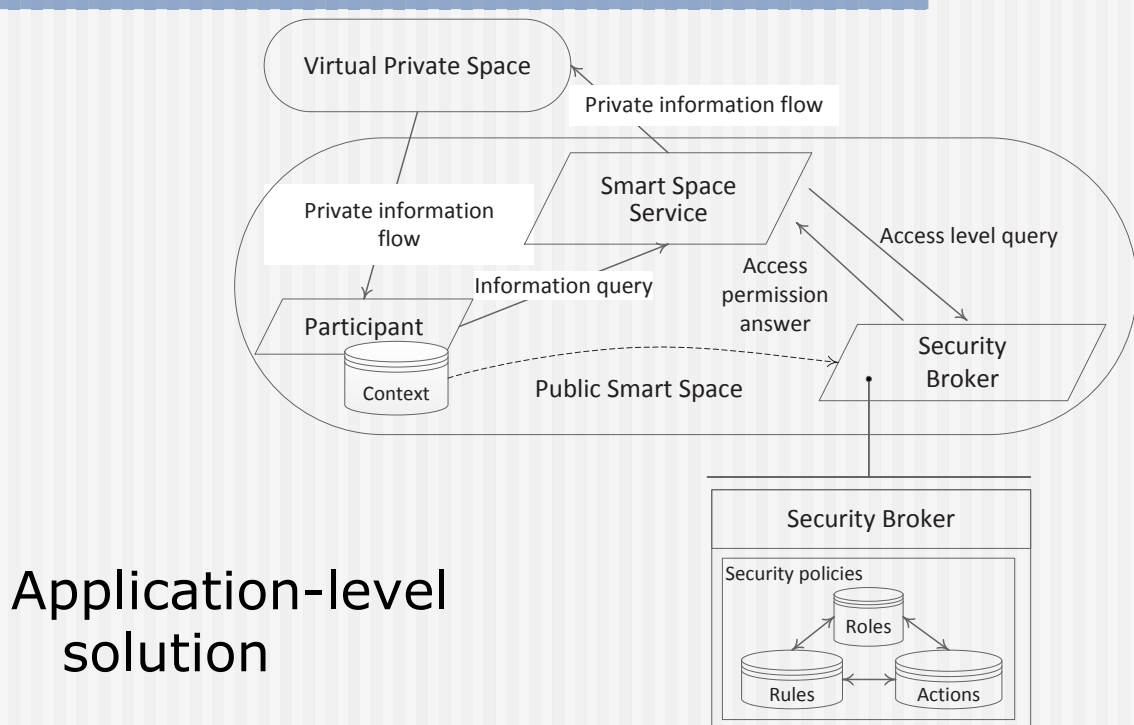 Virtual Private Space
Private information flow
Smart Space
Service
Private information
flow
Access level query
Information query
Access
permission
answer
Participant
Security
Broker
Context
Public Smart Space
Security Broker
Application-level
solution
Security policies
Roles
Rules
Actions